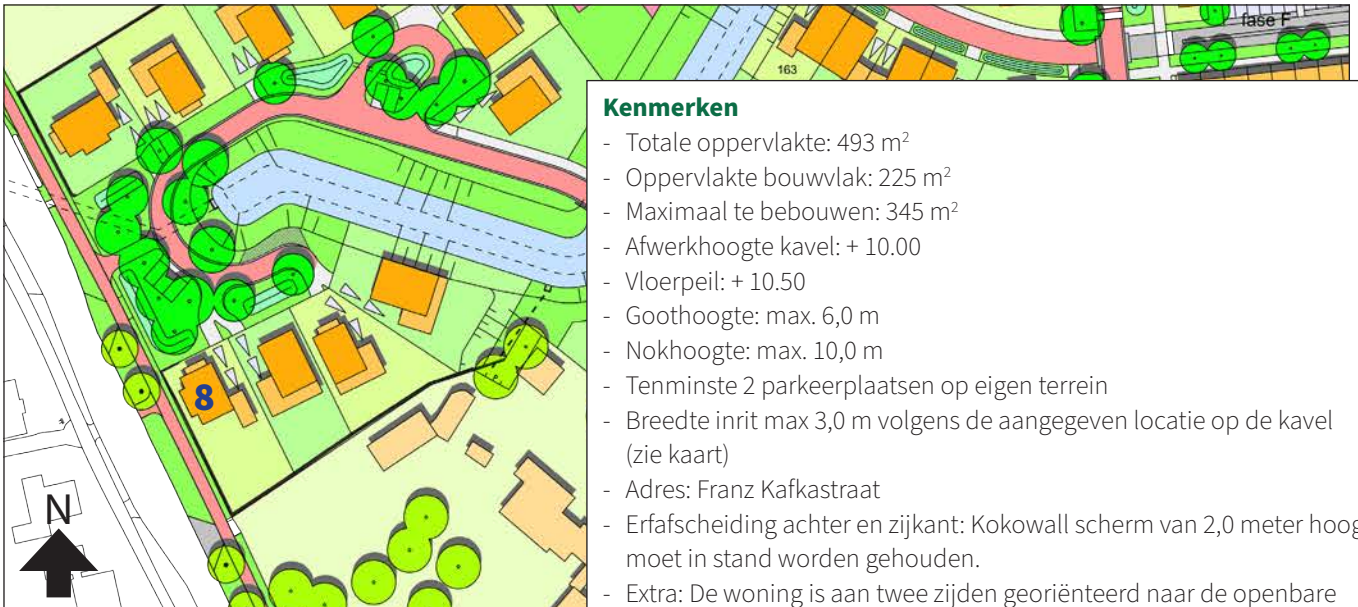 fase F
163
8
N
Kenmerken
- Totale oppervlakte: 493 m²
- Oppervlakte bouwvlak: 225 m²
- Maximaal te bebouwen: 345 m²
- Afwerkhoogte kavel: + 10.00
- Vloerpeil: + 10.50
- Goothoogte: max. 6,0 m
- Nokhoogte: max. 10,0 m
- Tenminste 2 parkeerplaatsen op eigen terrein
- Breedte inrit max 3,0 m volgens de aangegeven locatie op de kavel
(zie kaart)
- Adres: Franz Kafkastraat
- Erfafscheiding achter en zijkant: Kokowall scherm van 2,0 meter hoog
moet in stand worden gehouden.
- Extra: De woning is aan twee zijden georiënteerd naar de openbare